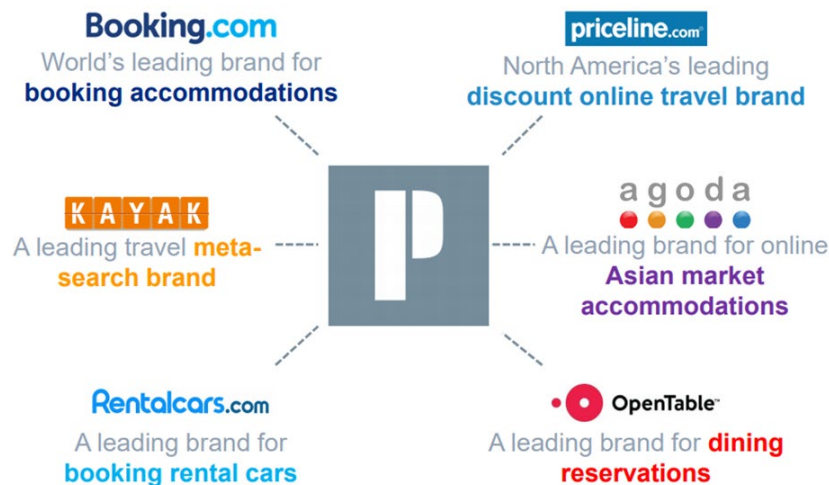 Booking.com
World's leading brand for
booking accommodations
priceline.com®
North America's leading
discount online travel brand
KAYAK
A leading travel meta-
search brand
P
agoda
A leading brand for online
Asian market
accommodations
Rentalcars.com
A leading brand for
booking rental cars
OpenTable™
A leading brand for dining
reservations